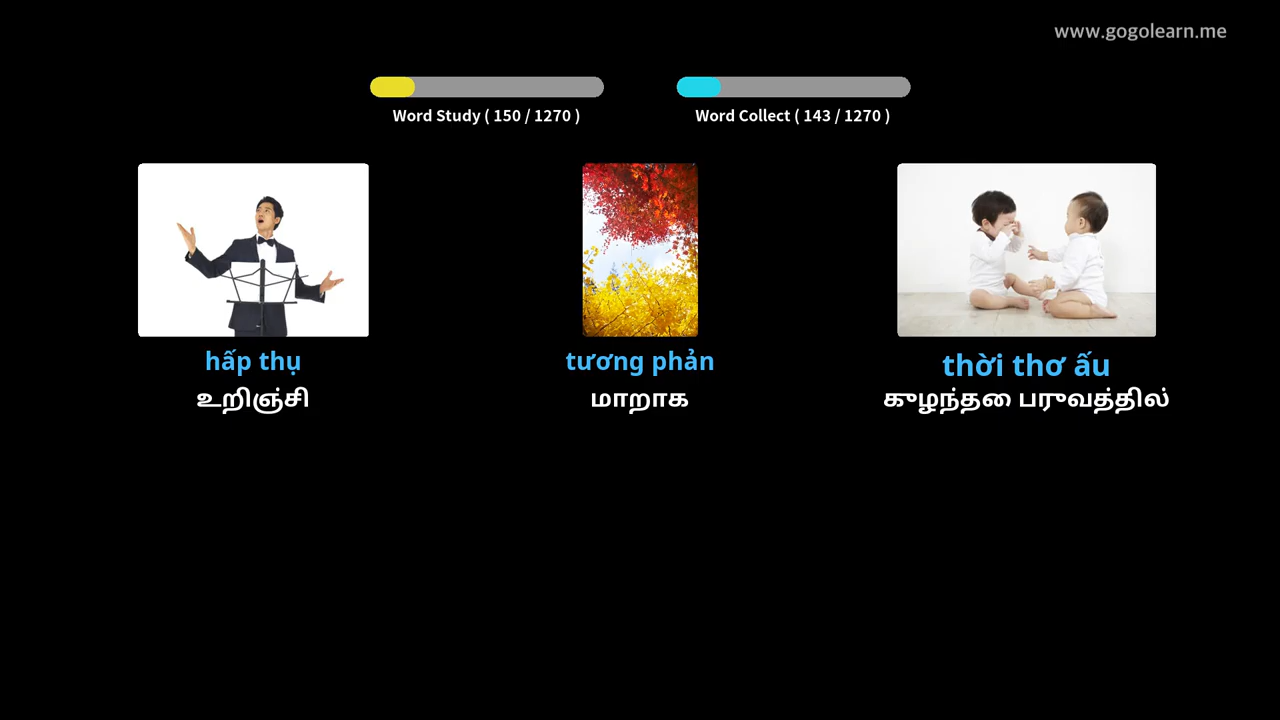 www.gogolearn.me
Word Study ( 150 / 1270 )
Word Collect ( 143 / 1270 )
hấp thụ
tương phản
thời thơ ấu
உறிஞ்சி
மாறாக
குழந்தை பருவத்தில்